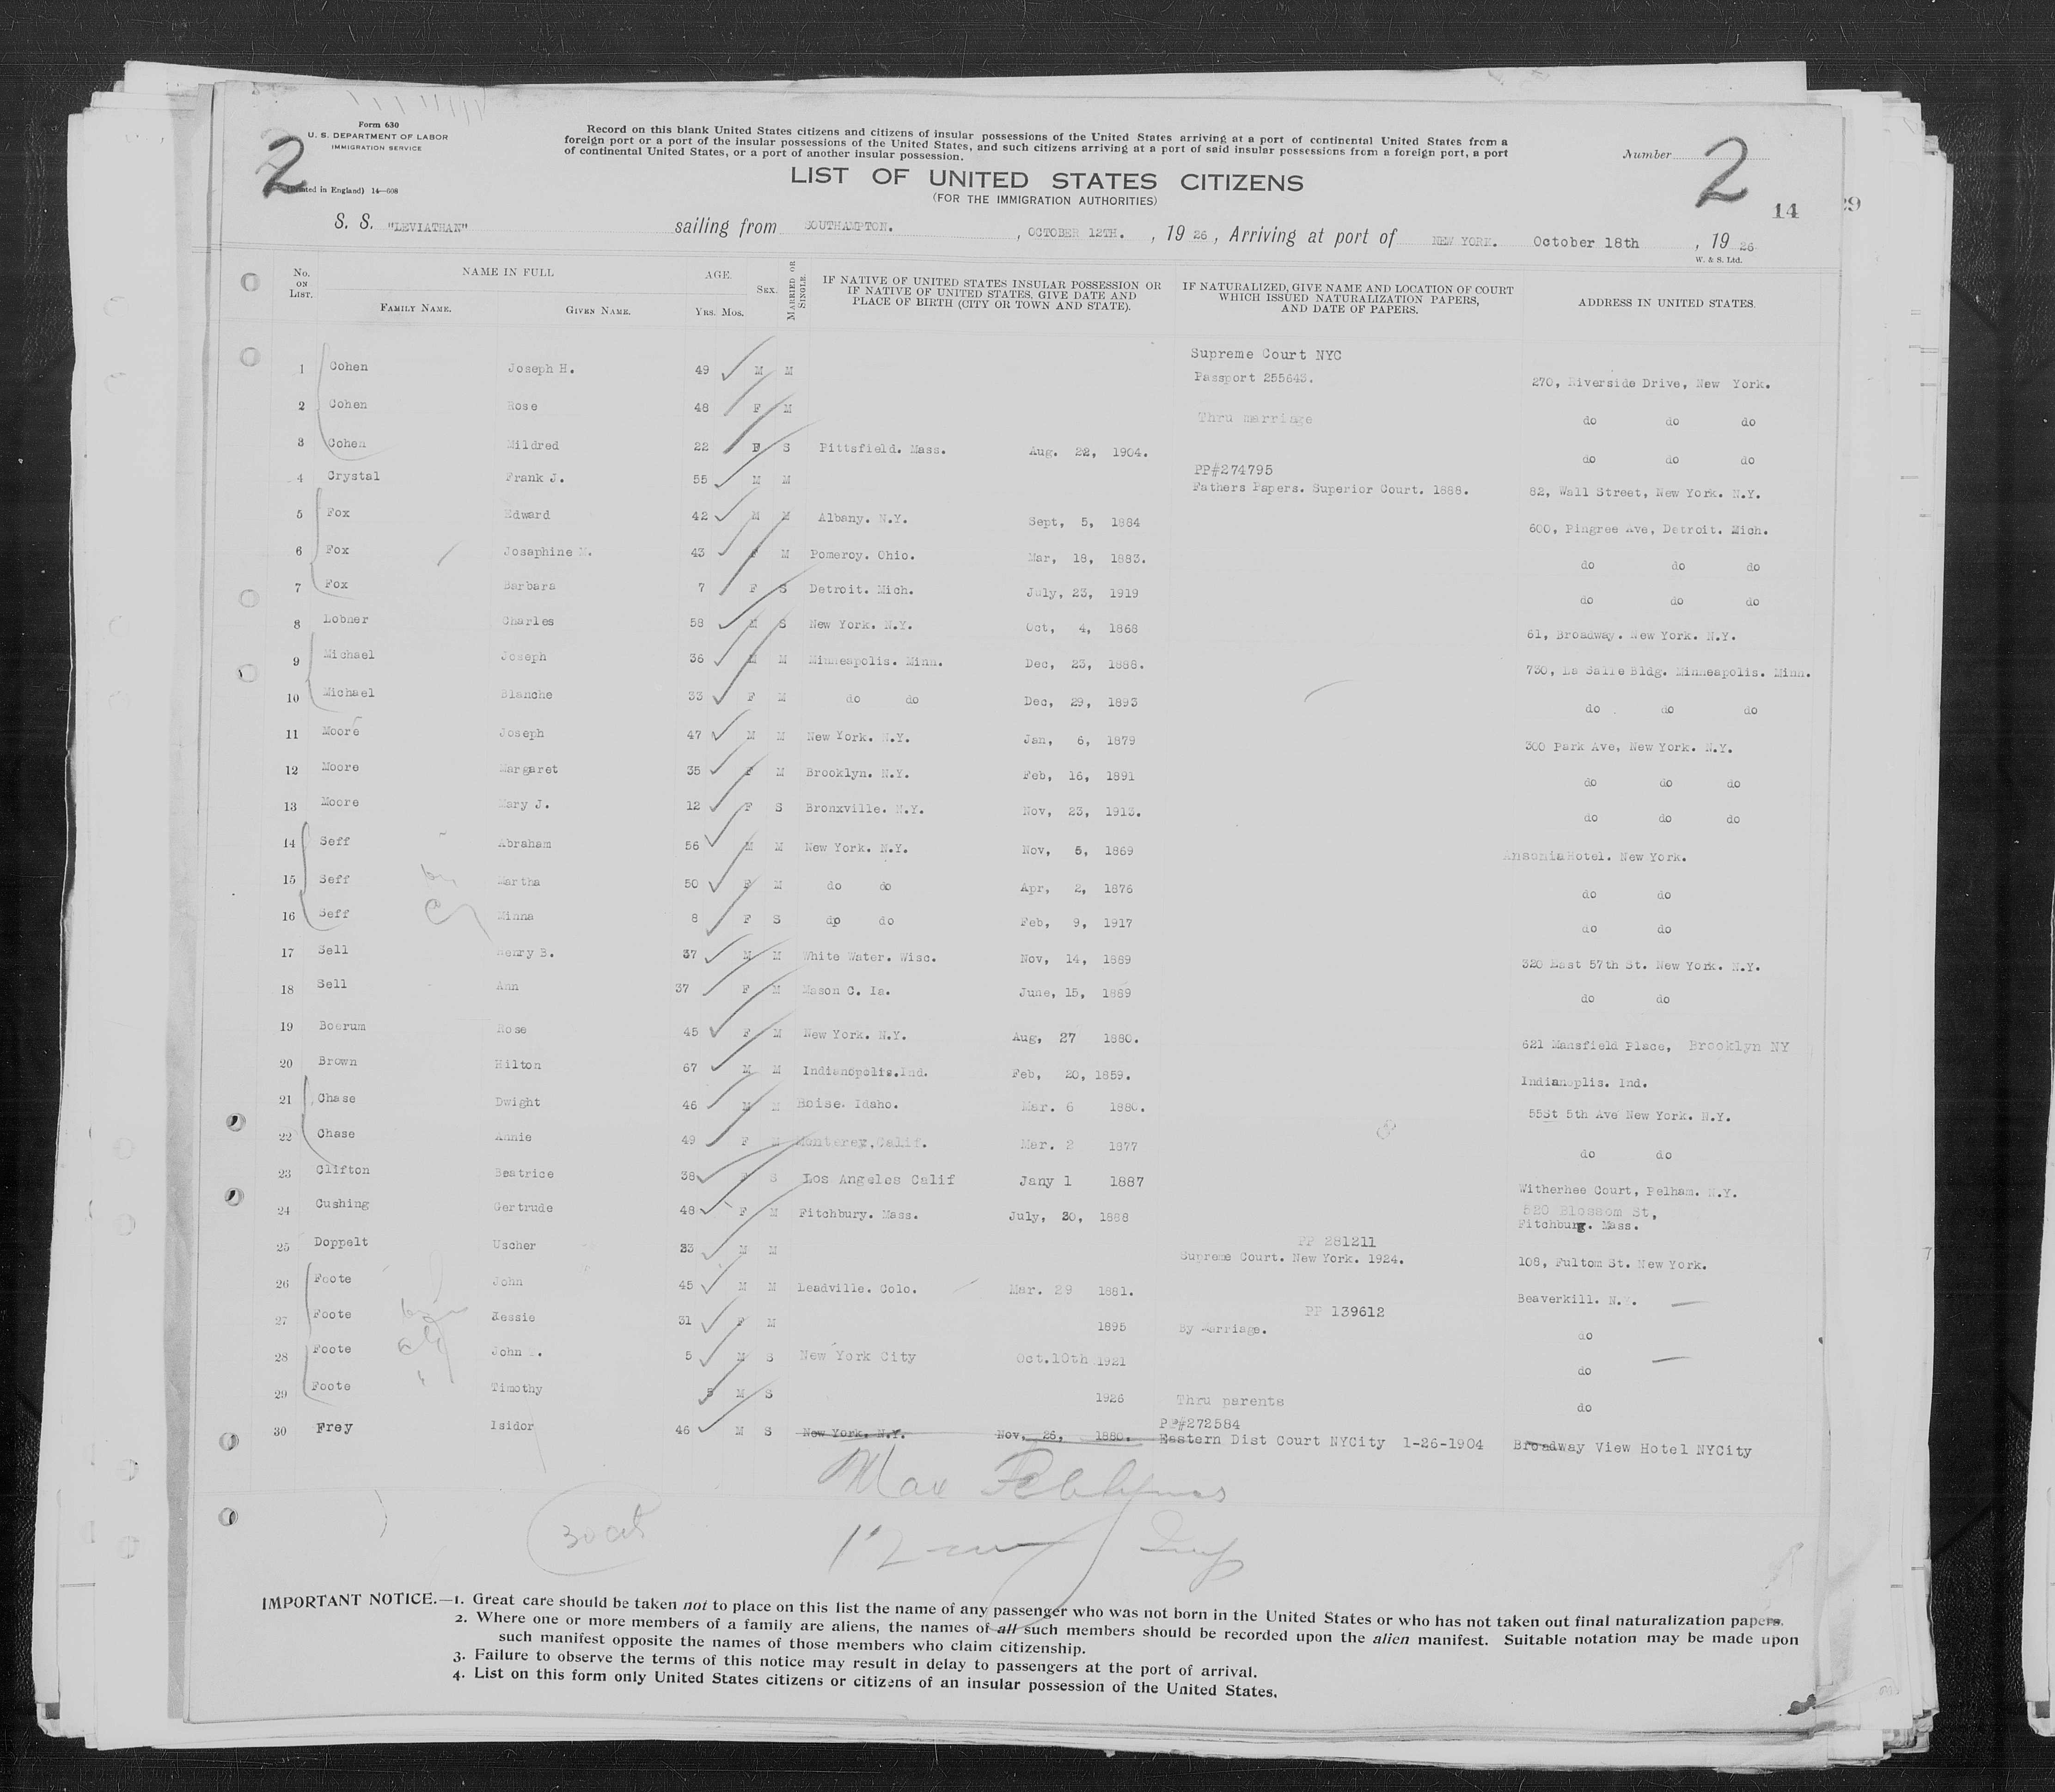 Form 630
U. S. DEPARTMENT OF LABOR
IMMIGRATION SERVICE
2
(Printed in England) 14—608
Record on this blank United States citizens and citizens of insular possessions of the United States arriving at a port of continental United States from a
foreign port or a port of the insular possessions of the United States, and such citizens arriving at a port of said insular possessions from a foreign port, a port
of continental United States, or a port of another insular possession.
Number 2
14
29
LIST OF UNITED STATES CITIZENS
(FOR THE IMMIGRATION AUTHORITIES)
S. S. "LEVIATHAN" sailing from SOUTHAMPTON. , OCTOBER 12TH. , 19 26 , Arriving at port of NEW YORK. October 18th , 19 26
W. & S. Ltd.
No. ON LIST. NAME IN FULL FAMILY NAME. GIVEN NAME. AGE. YRS. MOS. SEX. MARRIED OR SINGLE. IF NATIVE OF UNITED STATES INSULAR POSSESSION OR IF NATIVE OF UNITED STATES, GIVE DATE AND PLACE OF BIRTH (CITY OR TOWN AND STATE). IF NATURALIZED, GIVE NAME AND LOCATION OF COURT WHICH ISSUED NATURALIZATION PAPERS, AND DATE OF PAPERS. ADDRESS IN UNITED STATES.
1 Cohen Joseph H. 49 M M Supreme Court NYC Passport 255643. 270, Riverside Drive, New York.
2 Cohen Rose 48 F M Thru marriage do do do
3 Cohen Mildred 22 F S Pittsfield. Mass. Aug. 22, 1904. do do do
4 Crystal Frank J. 55 M M PP#274795 Fathers Papers. Superior Court. 1888. 82, Wall Street, New York. N.Y.
5 Fox Edward 42 M M Albany. N.Y. Sept, 5, 1884 600, Pingree Ave, Detroit. Mich.
6 Fox Josephine M. 43 F M Pomeroy. Ohio. Mar, 18, 1883. do do do
7 Fox Barbara 7 F S Detroit. Mich. July, 23, 1919 do do do
8 Lobner Charles 58 M S New York. N.Y. Oct, 4, 1868 61, Broadway. New York. N.Y.
9 Michael Joseph 36 M M Minneapolis. Minn. Dec, 23, 1888. 730, La Salle Bldg. Minneapolis. Minn.
10 Michael Blanche 33 F M do do Dec, 29, 1893 do do do
11 Moore Joseph 47 M M New York. N.Y. Jan, 6, 1879 300 Park Ave, New York. N.Y.
12 Moore Margaret 35 F M Brooklyn. N.Y. Feb, 16, 1891 do do do
13 Moore Mary J. 12 F S Bronxville. N.Y. Nov, 23, 1913. do do do
14 Seff Abraham 56 M M New York. N.Y. Nov, 5, 1869 Ansonia Hotel. New York.
15 Seff Martha 50 F M do do Apr, 2, 1876 do do
16 Seff Minna 8 F S dp do Feb, 9, 1917 do do
17 Sell Henry B. 37 M M White Water. Wisc. Nov, 14, 1889 320 East 57th St. New York. N.Y.
18 Sell Ann 37 F M Mason C. Ia. June, 15, 1889 do do
19 Boerum Rose 45 F M New York. N.Y. Aug, 27 1880. 621 Mansfield Place, Brooklyn NY
20 Brown Hilton 67 M M Indianopolis.Ind. Feb, 20, 1859. Indianoplis. Ind.
21 Chase Dwight 46 M M Boise. Idaho. Mar. 6 1880. 55St 5th Ave New York. N.Y.
22 Chase Annie 49 F M Monterey, Calif. Mar. 2 1877 do do
23 Clifton Beatrice 38 F S Los Angeles Calif Jany 1 1887 Witherhee Court, Pelham. N.Y.
24 Cushing Gertrude 48 F M Fitchbury. Mass. July, 30, 1888 520 Blossom St, Fitchburg. Mass.
25 Doppelt Uscher 33 M M PP 281211 Supreme Court. New York. 1924. 108, Fultom St. New York.
26 Foote John 45 M M Leadville. Colo. Mar. 29 1881. Beaverkill. N.Y.
27 Foote Jessie 31 F M 1895 PP 139612 By Marriage. do
28 Foote John 5 M S New York City Oct.10th 1921 do
29 Foote Timothy M S 1926 Thru parents do
30 Frey Isidor 46 M S New York. N.Y. Nov, 26, 1880. PP#272584 Eastern Dist Court NYCity 1-26-1904 Broadway View Hotel NYCity
Max
30
IMPORTANT NOTICE.—1. Great care should be taken not to place on this list the name of any passenger who was not born in the United States or who has not taken out final naturalization papers.
2. Where one or more members of a family are aliens, the names of all such members should be recorded upon the alien manifest. Suitable notation may be made upon
such manifest opposite the names of those members who claim citizenship.
3. Failure to observe the terms of this notice may result in delay to passengers at the port of arrival.
4. List on this form only United States citizens or citizens of an insular possession of the United States.